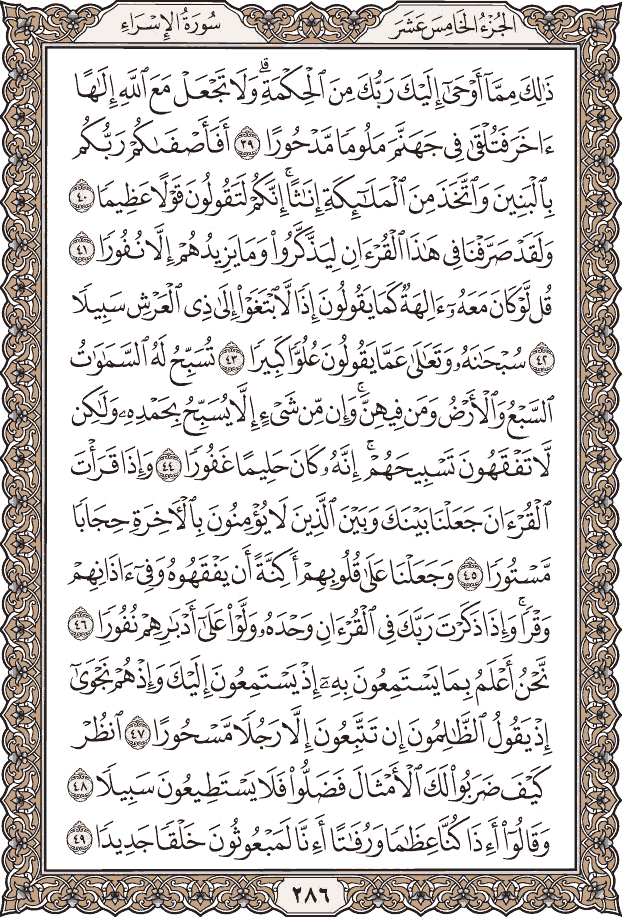 الجُزْءُ الخَامِسَ عَشَرَ
سُورَةُ الإِسْرَاءِ
ذَٰلِكَ مِمَّآ أَوْحَىٰٓ إِلَيْكَ رَبُّكَ مِنَ ٱلْحِكْمَةِۗ وَلَا تَجْعَلْ مَعَ ٱللَّهِ إِلَٰهًا
ءَاخَرَ فَتُلْقَىٰ فِى جَهَنَّمَ مَلُومًا مَّدْحُورًا ٣٩ أَفَأَصْفَىٰكُمْ رَبُّكُم
بِٱلْبَنِينَ وَٱتَّخَذَ مِنَ ٱلْمَلَٰٓئِكَةِ إِنَٰثًاۚ إِنَّكُمْ لَتَقُولُونَ قَوْلًا عَظِيمًا ٤٠
وَلَقَدْ صَرَّفْنَا فِى هَٰذَا ٱلْقُرْءَانِ لِيَذَّكَّرُوا۟ وَمَا يَزِيدُهُمْ إِلَّا نُفُورًا ٤١
قُل لَّوْ كَانَ مَعَهُۥٓ ءَالِهَةٌ كَمَا يَقُولُونَ إِذًا لَّٱبْتَغَوْا۟ إِلَىٰ ذِى ٱلْعَرْشِ سَبِيلًا
٤٢ سُبْحَٰنَهُۥ وَتَعَٰلَىٰ عَمَّا يَقُولُونَ عُلُوًّا كَبِيرًا ٤٣ تُسَبِّحُ لَهُ ٱلسَّمَٰوَٰتُ
ٱلسَّبْعُ وَٱلْأَرْضُ وَمَن فِيهِنَّۚ وَإِن مِّن شَىْءٍ إِلَّا يُسَبِّحُ بِحَمْدِهِۦ وَلَٰكِن
لَّا تَفْقَهُونَ تَسْبِيحَهُمْۗ إِنَّهُۥ كَانَ حَلِيمًا غَفُورًا ٤٤ وَإِذَا قَرَأْتَ
ٱلْقُرْءَانَ جَعَلْنَا بَيْنَكَ وَبَيْنَ ٱلَّذِينَ لَا يُؤْمِنُونَ بِٱلْءَاخِرَةِ حِجَابًا
مَّسْتُورًا ٤٥ وَجَعَلْنَا عَلَىٰ قُلُوبِهِمْ أَكِنَّةً أَن يَفْقَهُوهُ وَفِىٓ ءَاذَانِهِمْ
وَقْرًاۚ وَإِذَا ذَكَرْتَ رَبَّكَ فِى ٱلْقُرْءَانِ وَحْدَهُۥ وَلَّوْا۟ عَلَىٰٓ أَدْبَٰرِهِمْ نُفُورًا ٤٦
نَّحْنُ أَعْلَمُ بِمَا يَسْتَمِعُونَ بِهِۦٓ إِذْ يَسْتَمِعُونَ إِلَيْكَ وَإِذْ هُمْ نَجْوَىٰٓ
إِذْ يَقُولُ ٱلظَّٰلِمُونَ إِن تَتَّبِعُونَ إِلَّا رَجُلًا مَّسْحُورًا ٤٧ ٱنظُرْ
كَيْفَ ضَرَبُوا۟ لَكَ ٱلْأَمْثَالَ فَضَلُّوا۟ فَلَا يَسْتَطِيعُونَ سَبِيلًا ٤٨
وَقَالُوٓا۟ أَءِذَا كُنَّا عِظَٰمًا وَرُفَٰتًا أَءِنَّا لَمَبْعُوثُونَ خَلْقًا جَدِيدًا ٤٩
٢٨٦